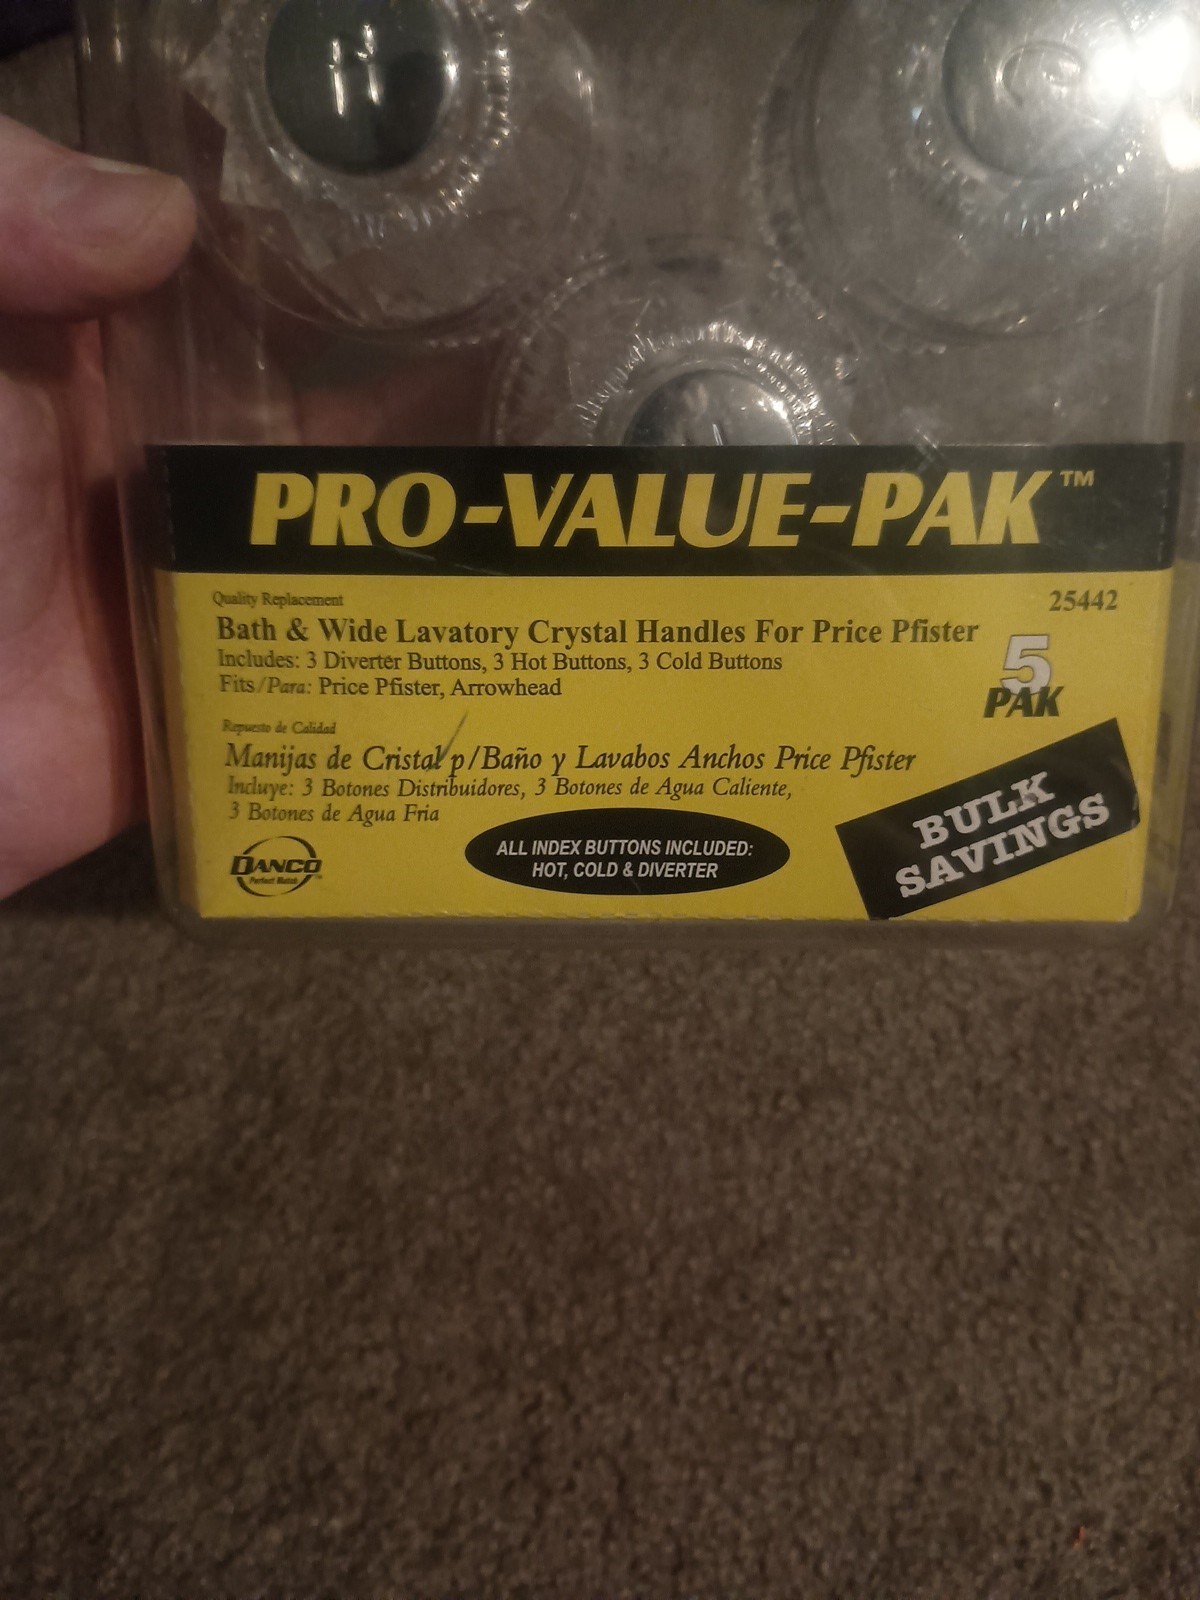 H
C
PRO-VALUE-PAK™
Quality Replacement
25442
Bath & Wide Lavatory Crystal Handles For Price Pfister
Includes: 3 Diverter Buttons, 3 Hot Buttons, 3 Cold Buttons
Fits/Para: Price Pfister, Arrowhead
5
PAK
Repuesto de Calidad
Manijas de Cristal p/Baño y Lavabos Anchos Price Pfister
Incluye: 3 Botones Distribuidores, 3 Botones de Agua Caliente,
3 Botones de Agua Fria
BULK
SAVINGS
ALL INDEX BUTTONS INCLUDED:
HOT, COLD & DIVERTER
DANCO
Perfect Match™